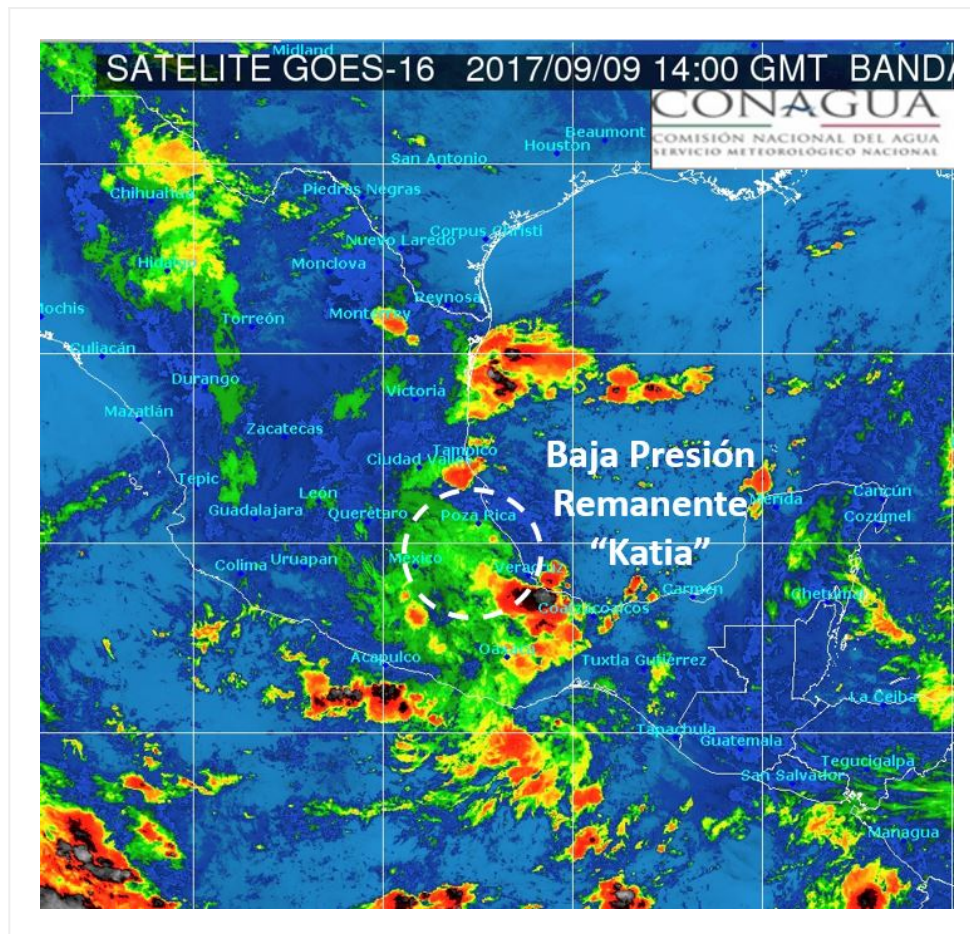 Midland
SATELITE GOES-16 2017/09/09 14:00 GMT BANDA
CONAGUA
COMISIÓN NACIONAL DEL AGUA
SERVICIO METEOROLÓGICO NACIONAL
Beaumont
Houston
San Antonio
Chihuahua
Piedras Negras
Corpus Christi
Nuevo Laredo
Hidalgo
Monclova
Reynosa
Mochis
Torreón
Monterrey
Culiacán
Durango
Victoria
Mazatlán
Zacatecas
Tampico
Ciudad Valles
Baja Presión
Remanente
“Katia”
Tepic
León
Mérida
Cancún
Guadalajara
Querétaro
Poza Rica
Cozumel
México
Uruapan
Colima
Veracruz
Carmén
Chetumal
Coatzacoalcos
Oaxaca
Acapulco
Tuxtla Gutiérrez
La Ceiba
Tapachula
Guatemala
Tegucigalpa
San Salvador
Managua